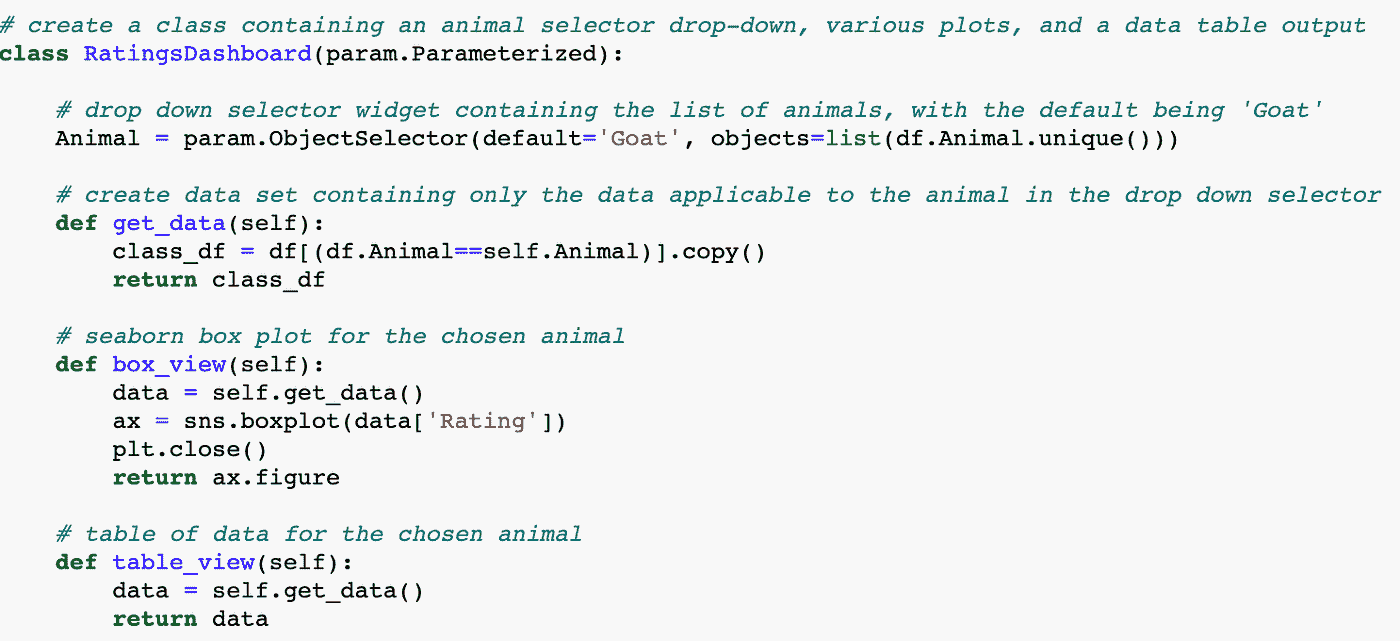 # create a class containing an animal selector drop-down, various plots, and a data table output
class RatingsDashboard(param.Parameterized):

    # drop down selector widget containing the list of animals, with the default being 'Goat'
    Animal = param.ObjectSelector(default='Goat', objects=list(df.Animal.unique()))

    # create data set containing only the data applicable to the animal in the drop down selector
    def get_data(self):
        class_df = df[(df.Animal==self.Animal)].copy()
        return class_df

    # seaborn box plot for the chosen animal
    def box_view(self):
        data = self.get_data()
        ax = sns.boxplot(data['Rating'])
        plt.close()
        return ax.figure

    # table of data for the chosen animal
    def table_view(self):
        data = self.get_data()
        return data